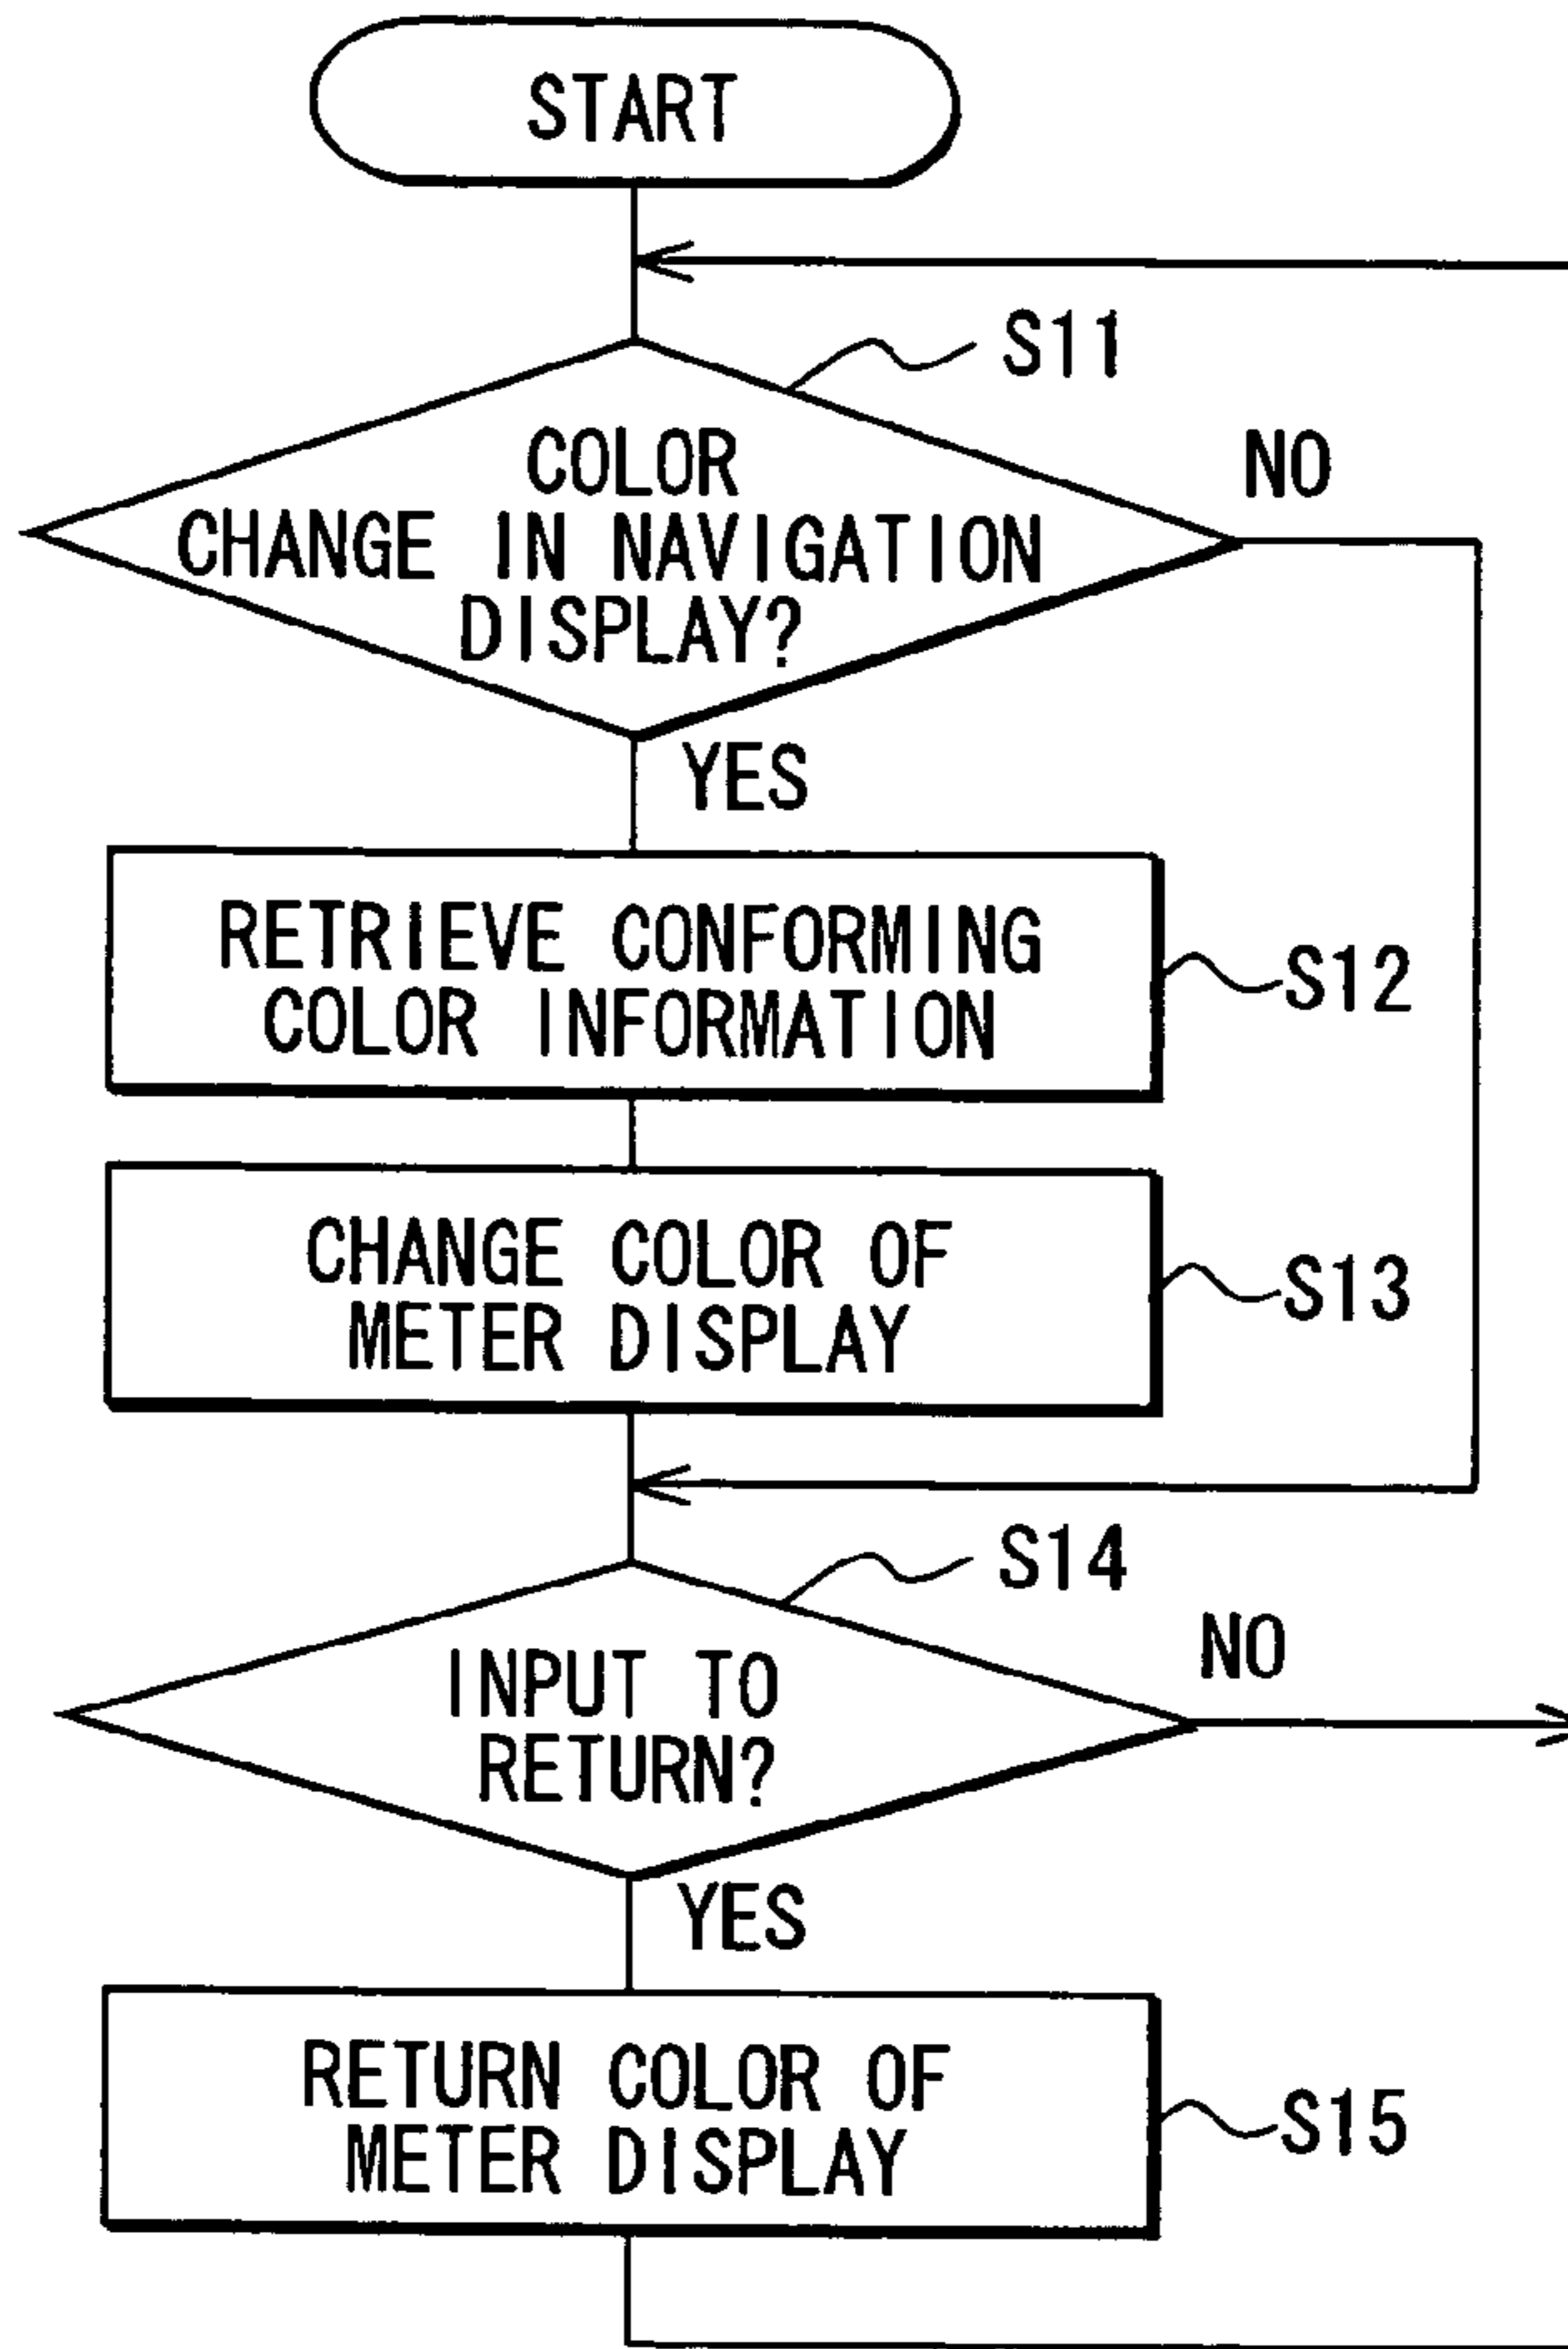 START
S11
COLOR
CHANGE IN NAVIGATION
DISPLAY?
NO
YES
RETRIEVE CONFORMING
COLOR INFORMATION
S12
CHANGE COLOR OF
METER DISPLAY
S13
S14
INPUT TO
RETURN?
NO
YES
RETURN COLOR OF
METER DISPLAY
S15